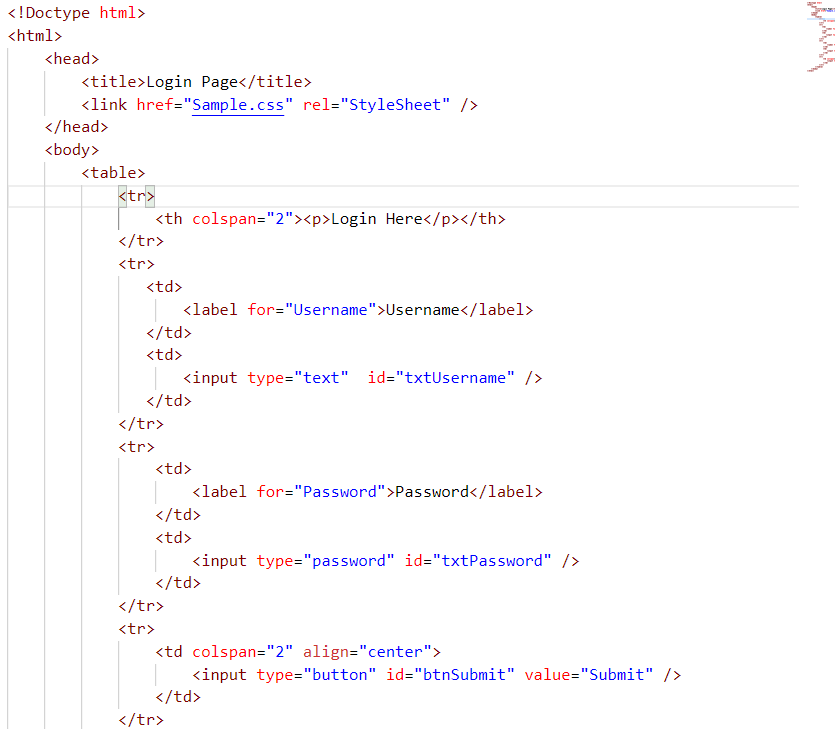 <!Doctype html>
<html>
    <head>
        <title>Login Page</title>
        <link href="Sample.css" rel="StyleSheet" />
    </head>
    <body>
        <table>
            <tr>
                <th colspan="2"><p>Login Here</p></th>
            </tr>
            <tr>
               <td>
                   <label for="Username">Username</label>
               </td>
               <td>
                   <input type="text"  id="txtUsername" />
               </td>
            </tr>
            <tr>
                <td>
                    <label for="Password">Password</label>
                </td>
                <td>
                    <input type="password" id="txtPassword" />
                </td>
            </tr>
            <tr>
                <td colspan="2" align="center">
                    <input type="button" id="btnSubmit" value="Submit" />
                </td>
            </tr>